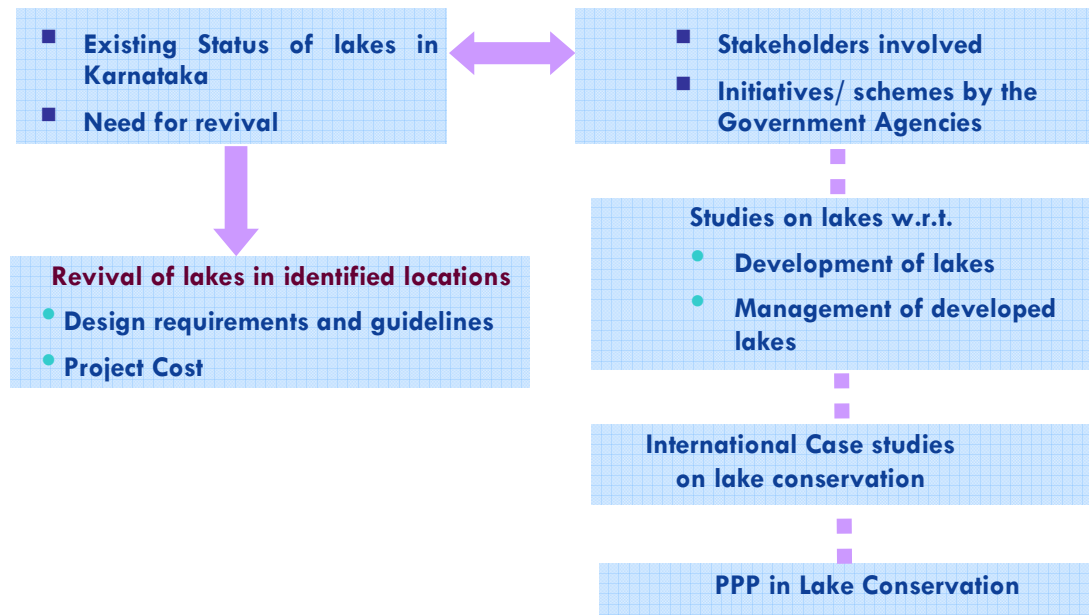 Existing Status of lakes in
Karnataka
Need for revival
Stakeholders involved
Initiatives/ schemes by the
Government Agencies
Revival of lakes in identified locations
Design requirements and guidelines
Project Cost
Studies on lakes w.r.t.
Development of lakes
Management of developed
lakes
International Case studies
on lake conservation
PPP in Lake Conservation